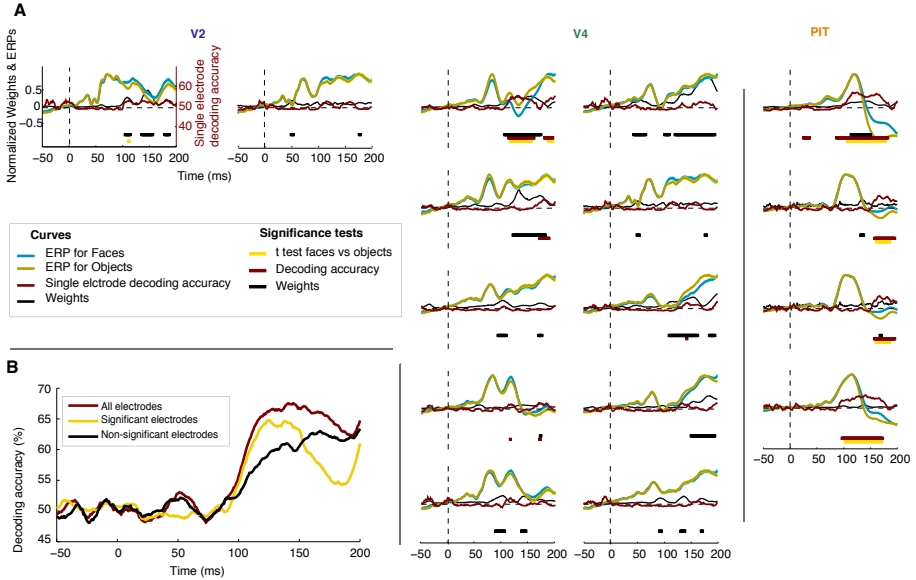 A
V2
V4
PIT
Normalized Weights & ERPs
0.5
0
−0.5
60
50
40
Single electrode
decoding accuracy
−50 0 50 100 150 200
−50 0 50 100 150 200
Time (ms)
Time (ms)
Curves
ERP for Faces
ERP for Objects
Single elctrode decoding accuracy
Weights
Significance tests
t test faces vs objects
Decoding accuracy
Weights
−50 0 50 100 150 200
B
70
65
60
55
50
45
Decoding accuracy (%)
All electrodes
Significant electrodes
Non-significant electrodes
−50 0 50 100 150 200
Time (ms)
−50 0 50 100 150 200
−50 0 50 100 150 200